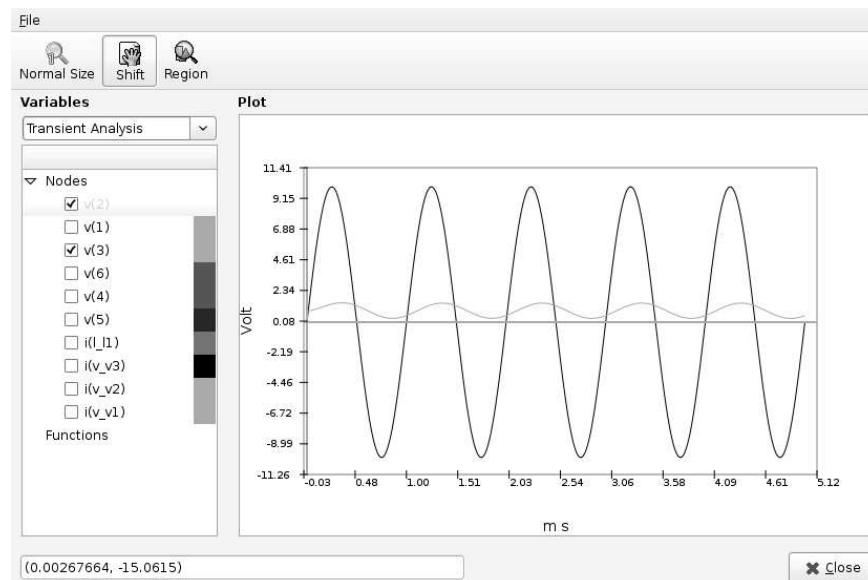 File
Normal Size
Shift
Region
Variables
Plot
Transient Analysis
Nodes
v(2)
v(1)
v(3)
v(6)
v(4)
v(5)
i(l_l1)
i(v_v3)
i(v_v2)
i(v_v1)
Functions
Volt
11.41
9.15
6.88
4.61
2.34
0.08
-2.19
-4.46
-6.72
-8.99
-11.26
-0.03 0.48 1.00 1.51 2.03 2.54 3.06 3.58 4.09 4.61 5.12
m s
(0.00267664, -15.0615)
Close